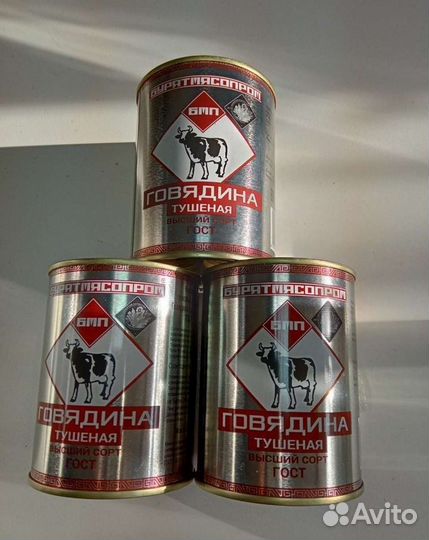 БУРЯТМЯСОПРОМ
БМП
ГОВЯДИНА
ТУШЕНАЯ
ВЫСШИЙ СОРТ
ГОСТ
БУРЯТМЯСОПРОМ
БМП
ГОВЯДИНА
ТУШЕНАЯ
ВЫСШИЙ СОРТ
ГОСТ
БУРЯТМЯСОПРОМ
БМП
ГОВЯДИНА
ТУШЕНАЯ
ВЫСШИЙ СОРТ
ГОСТ
Avito